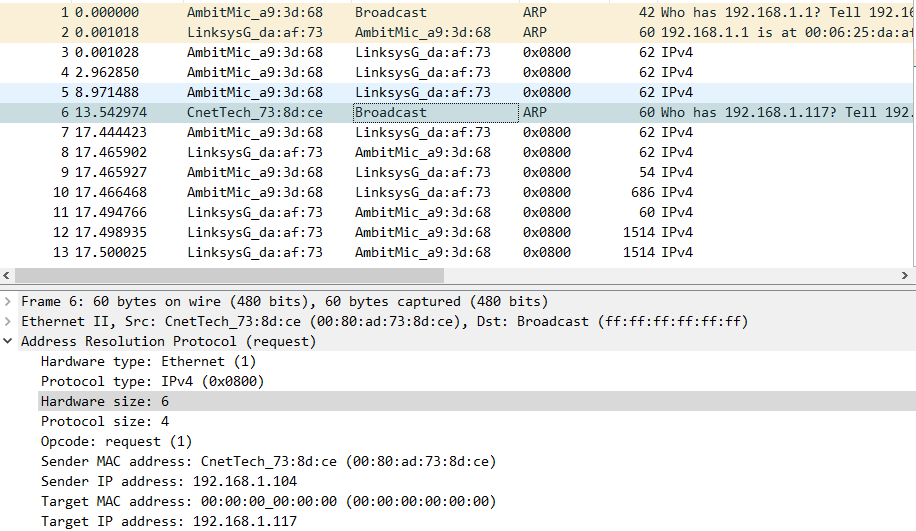 1 0.000000 AmbitMic_a9:3d:68 Broadcast ARP 42 Who has 192.168.1.1? Tell 192.16
2 0.001018 LinksysG_da:af:73 AmbitMic_a9:3d:68 ARP 60 192.168.1.1 is at 00:06:25:da:af
3 0.001028 AmbitMic_a9:3d:68 LinksysG_da:af:73 0x0800 62 IPv4
4 2.962850 AmbitMic_a9:3d:68 LinksysG_da:af:73 0x0800 62 IPv4
5 8.971488 AmbitMic_a9:3d:68 LinksysG_da:af:73 0x0800 62 IPv4
6 13.542974 CnetTech_73:8d:ce Broadcast ARP 60 Who has 192.168.1.117? Tell 192.
7 17.444423 AmbitMic_a9:3d:68 LinksysG_da:af:73 0x0800 62 IPv4
8 17.465902 LinksysG_da:af:73 AmbitMic_a9:3d:68 0x0800 62 IPv4
9 17.465927 AmbitMic_a9:3d:68 LinksysG_da:af:73 0x0800 54 IPv4
10 17.466468 AmbitMic_a9:3d:68 LinksysG_da:af:73 0x0800 686 IPv4
11 17.494766 LinksysG_da:af:73 AmbitMic_a9:3d:68 0x0800 60 IPv4
12 17.498935 LinksysG_da:af:73 AmbitMic_a9:3d:68 0x0800 1514 IPv4
13 17.500025 LinksysG_da:af:73 AmbitMic_a9:3d:68 0x0800 1514 IPv4
Frame 6: 60 bytes on wire (480 bits), 60 bytes captured (480 bits)
Ethernet II, Src: CnetTech_73:8d:ce (00:80:ad:73:8d:ce), Dst: Broadcast (ff:ff:ff:ff:ff:ff)
Address Resolution Protocol (request)
Hardware type: Ethernet (1)
Protocol type: IPv4 (0x0800)
Hardware size: 6
Protocol size: 4
Opcode: request (1)
Sender MAC address: CnetTech_73:8d:ce (00:80:ad:73:8d:ce)
Sender IP address: 192.168.1.104
Target MAC address: 00:00:00_00:00:00 (00:00:00:00:00:00)
Target IP address: 192.168.1.117